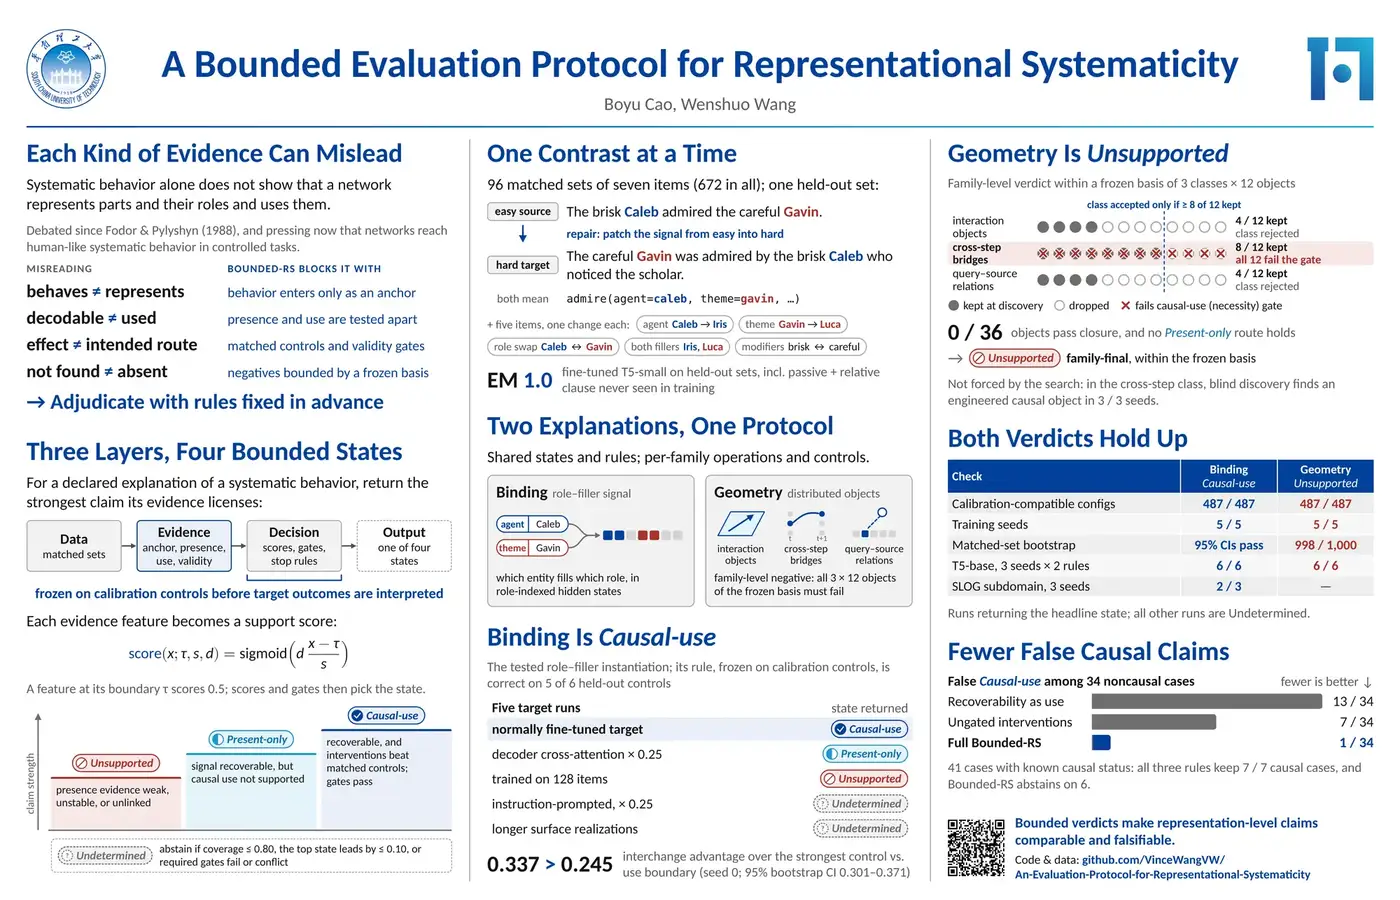 A Bounded Evaluation Protocol for Representational Systematicity
Boyu Cao, Wenshuo Wang
SOUTH CHINA UNIVERSITY OF TECHNOLOGY
Each Kind of Evidence Can Mislead
Systematic behavior alone does not show that a network
represents parts and their roles and uses them.
Debated since Fodor & Pylyshyn (1988), and pressing now that networks reach
human-like systematic behavior in controlled tasks.
MISREADING BOUNDED-RS BLOCKS IT WITH
behaves ≠ represents behavior enters only as an anchor
decodable ≠ used presence and use are tested apart
effect ≠ intended route matched controls and validity gates
not found ≠ absent negatives bounded by a frozen basis
→ Adjudicate with rules fixed in advance
Three Layers, Four Bounded States
For a declared explanation of a systematic behavior, return the
strongest claim its evidence licenses:
Data
matched sets
Evidence
anchor, presence,
use, validity
Decision
scores, gates,
stop rules
Output
one of four
states
frozen on calibration controls before target outcomes are interpreted
Each evidence feature becomes a support score:
score(x; τ, s, d) = sigmoid(d (x − τ)/s)
A feature at its boundary τ scores 0.5; scores and gates then pick the state.
claim strength
Unsupported
presence evidence weak,
unstable, or unlinked
Present-only
signal recoverable, but
causal use not supported
Causal-use
recoverable, and
interventions beat
matched controls;
gates pass
? Undetermined
abstain if coverage ≤ 0.80, the top state leads by ≤ 0.10, or
required gates fail or conflict
One Contrast at a Time
96 matched sets of seven items (672 in all); one held-out set:
easy source The brisk Caleb admired the careful Gavin.
repair: patch the signal from easy into hard
hard target The careful Gavin was admired by the brisk Caleb who
noticed the scholar.
both mean admire(agent=caleb, theme=gavin, …)
+ five items, one change each: agent Caleb → Iris theme Gavin → Luca
role swap Caleb ↔ Gavin both fillers Iris, Luca modifiers brisk ↔ careful
EM 1.0 fine-tuned T5-small on held-out sets, incl. passive + relative
clause never seen in training
Two Explanations, One Protocol
Shared states and rules; per-family operations and controls.
Binding role–filler signal
agent Caleb
theme Gavin
which entity fills which role, in
role-indexed hidden states
Geometry distributed objects
t t+1
interaction
objects
cross-step
bridges
query–source
relations
family-level negative: all 3 × 12 objects
of the frozen basis must fail
Binding Is Causal-use
The tested role–filler instantiation; its rule, frozen on calibration controls, is
correct on 5 of 6 held-out controls
Five target runs state returned
normally fine-tuned target Causal-use
decoder cross-attention × 0.25 Present-only
trained on 128 items Unsupported
instruction-prompted, × 0.25 ? Undetermined
longer surface realizations ? Undetermined
0.337 > 0.245 interchange advantage over the strongest control vs.
use boundary (seed 0; 95% bootstrap CI 0.301–0.371)
Geometry Is Unsupported
Family-level verdict within a frozen basis of 3 classes × 12 objects
class accepted only if ≥ 8 of 12 kept
interaction
objects
4 / 12 kept
class rejected
cross-step
bridges
8 / 12 kept
all 12 fail the gate
query–source
relations
4 / 12 kept
class rejected
kept at discovery dropped fails causal-use (necessity) gate
0 / 36 objects pass closure, and no Present-only route holds
→ Unsupported family-final, within the frozen basis
Not forced by the search: in the cross-step class, blind discovery finds an
engineered causal object in 3 / 3 seeds.
Both Verdicts Hold Up
Check Binding Causal-use Geometry Unsupported
Calibration-compatible configs 487 / 487 487 / 487
Training seeds 5 / 5 5 / 5
Matched-set bootstrap 95% CIs pass 998 / 1,000
T5-base, 3 seeds × 2 rules 6 / 6 6 / 6
SLOG subdomain, 3 seeds 2 / 3 —
Runs returning the headline state; all other runs are Undetermined.
Fewer False Causal Claims
False Causal-use among 34 noncausal cases fewer is better ↓
Recoverability as use 13 / 34
Ungated interventions 7 / 34
Full Bounded-RS 1 / 34
41 cases with known causal status: all three rules keep 7 / 7 causal cases, and
Bounded-RS abstains on 6.
Bounded verdicts make representation-level claims
comparable and falsifiable.
Code & data: github.com/VinceWangVW/
An-Evaluation-Protocol-for-Representational-Systematicity